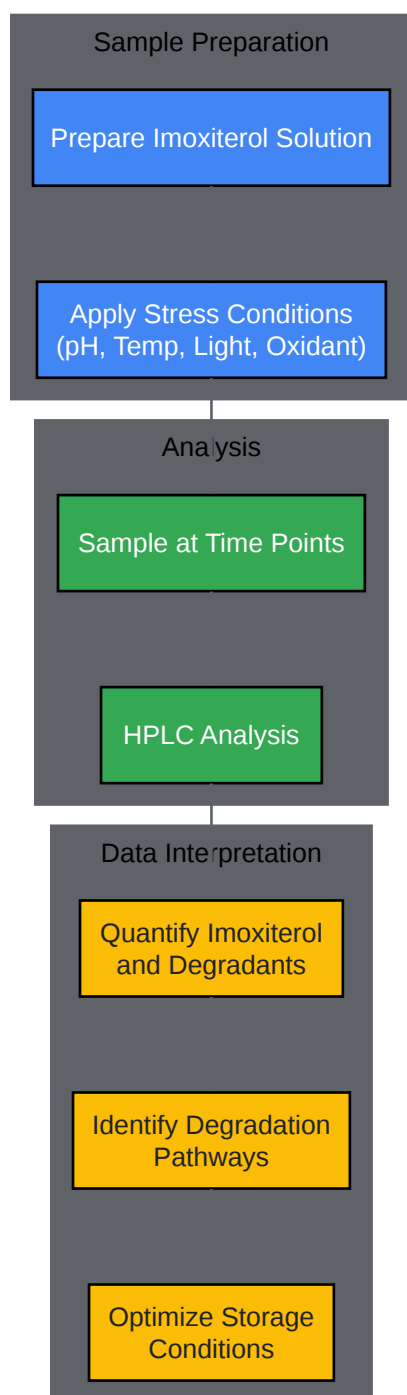 Sample Preparation
Prepare Imoxiterol Solution
Apply Stress Conditions
(pH, Temp, Light, Oxidant)
Analysis
Sample at Time Points
HPLC Analysis
Data Interpretation
Quantify Imoxiterol
and Degradants
Identify Degradation
Pathways
Optimize Storage
Conditions